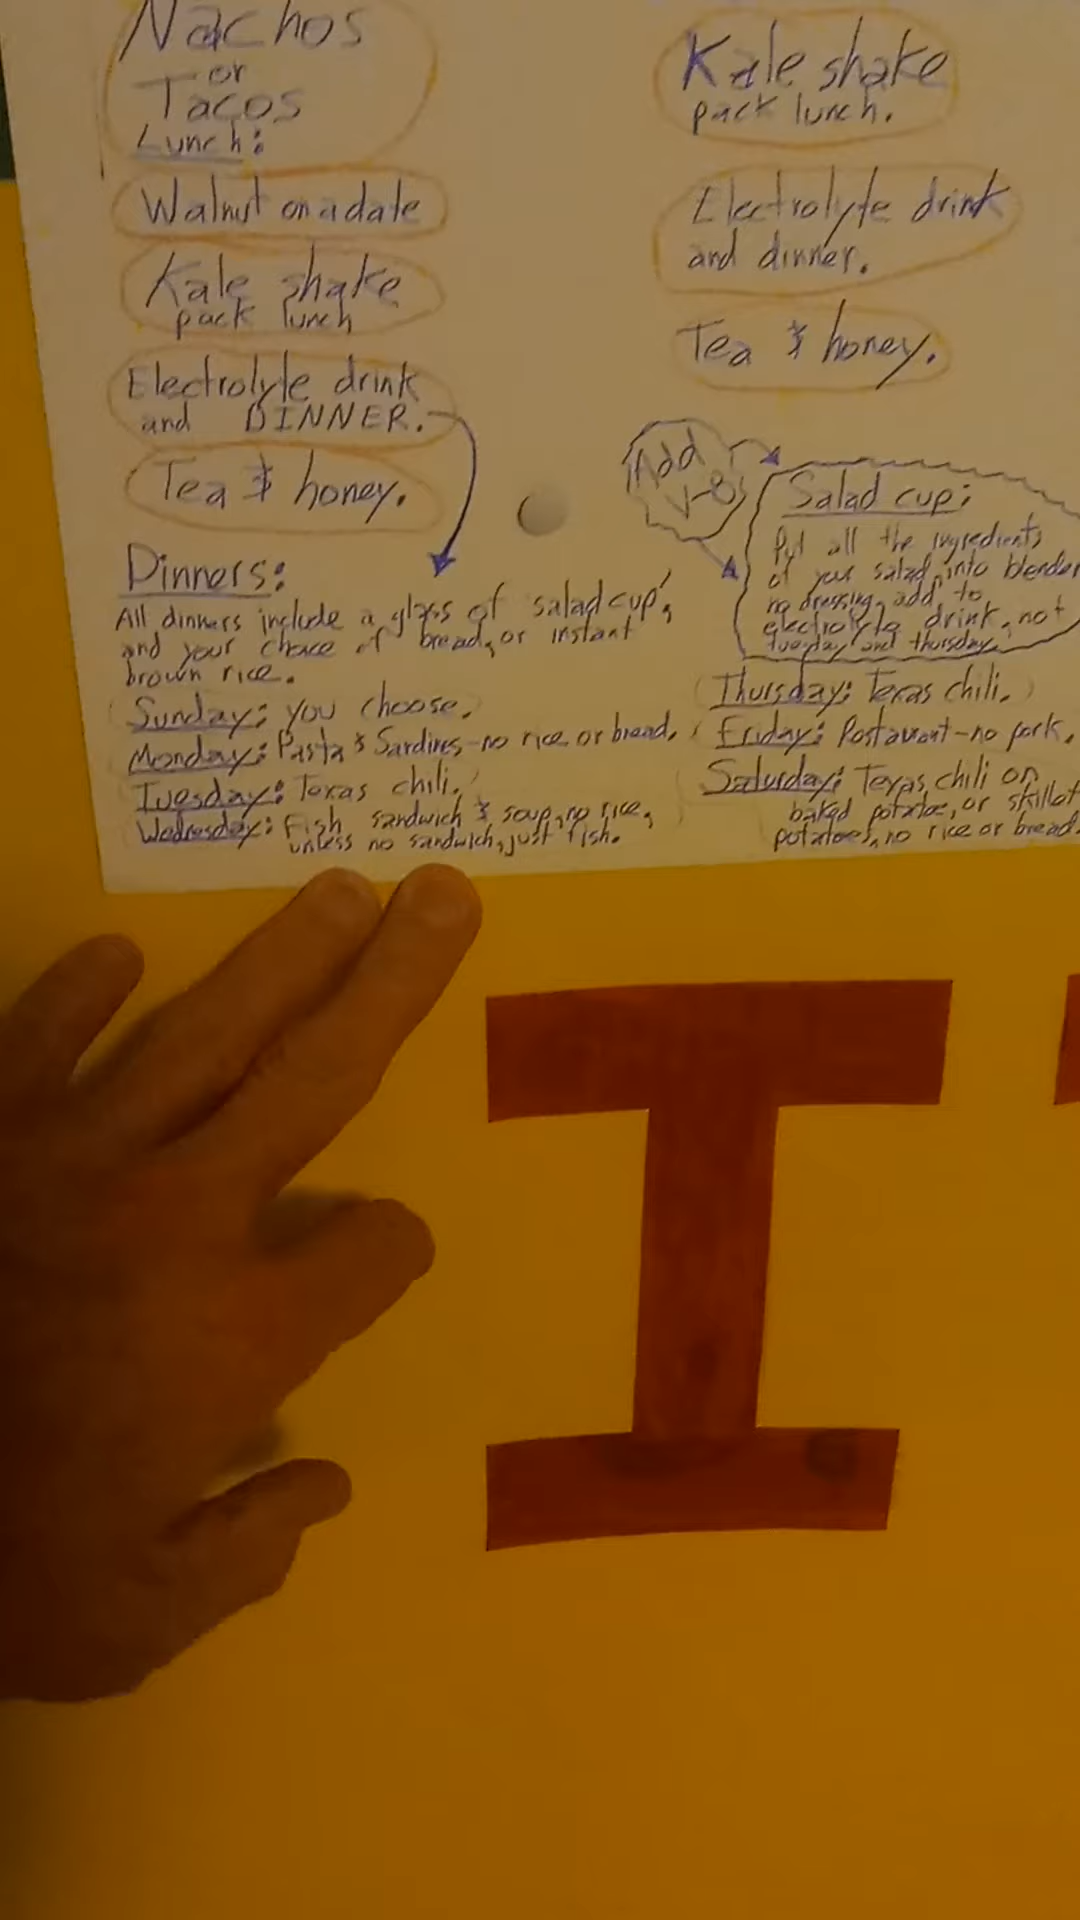 Nachos
or
Tacos
Lunch:
Walnut on a date
Kale shake
pack lunch
Electrolyte drink
and DINNER.
Tea & honey.
Kale shake
pack lunch.
Electrolyte drink
and dinner.
Tea & honey.
Add
V-8
Salad cup:
Put all the ingredients
of your salad, into blender
no dressing, add to
electrolyte drink, not
tuesday and thursday.
Dinners:
All dinners include a glass of 'salad cup',
and your choice of bread, or instant
brown rice.
Sunday: you choose.
Monday: Pasta & Sardines-no rice or bread.
Tuesday: Texas chili.
Wednesday: Fish sandwich & soup, no rice,
unless no sandwich, just fish.
Thursday: Texas chili.
Friday: Restaurant-no pork.
Saturday: Texas chili on
baked potatoe, or skillet
potatoes, no rice or bread.
I